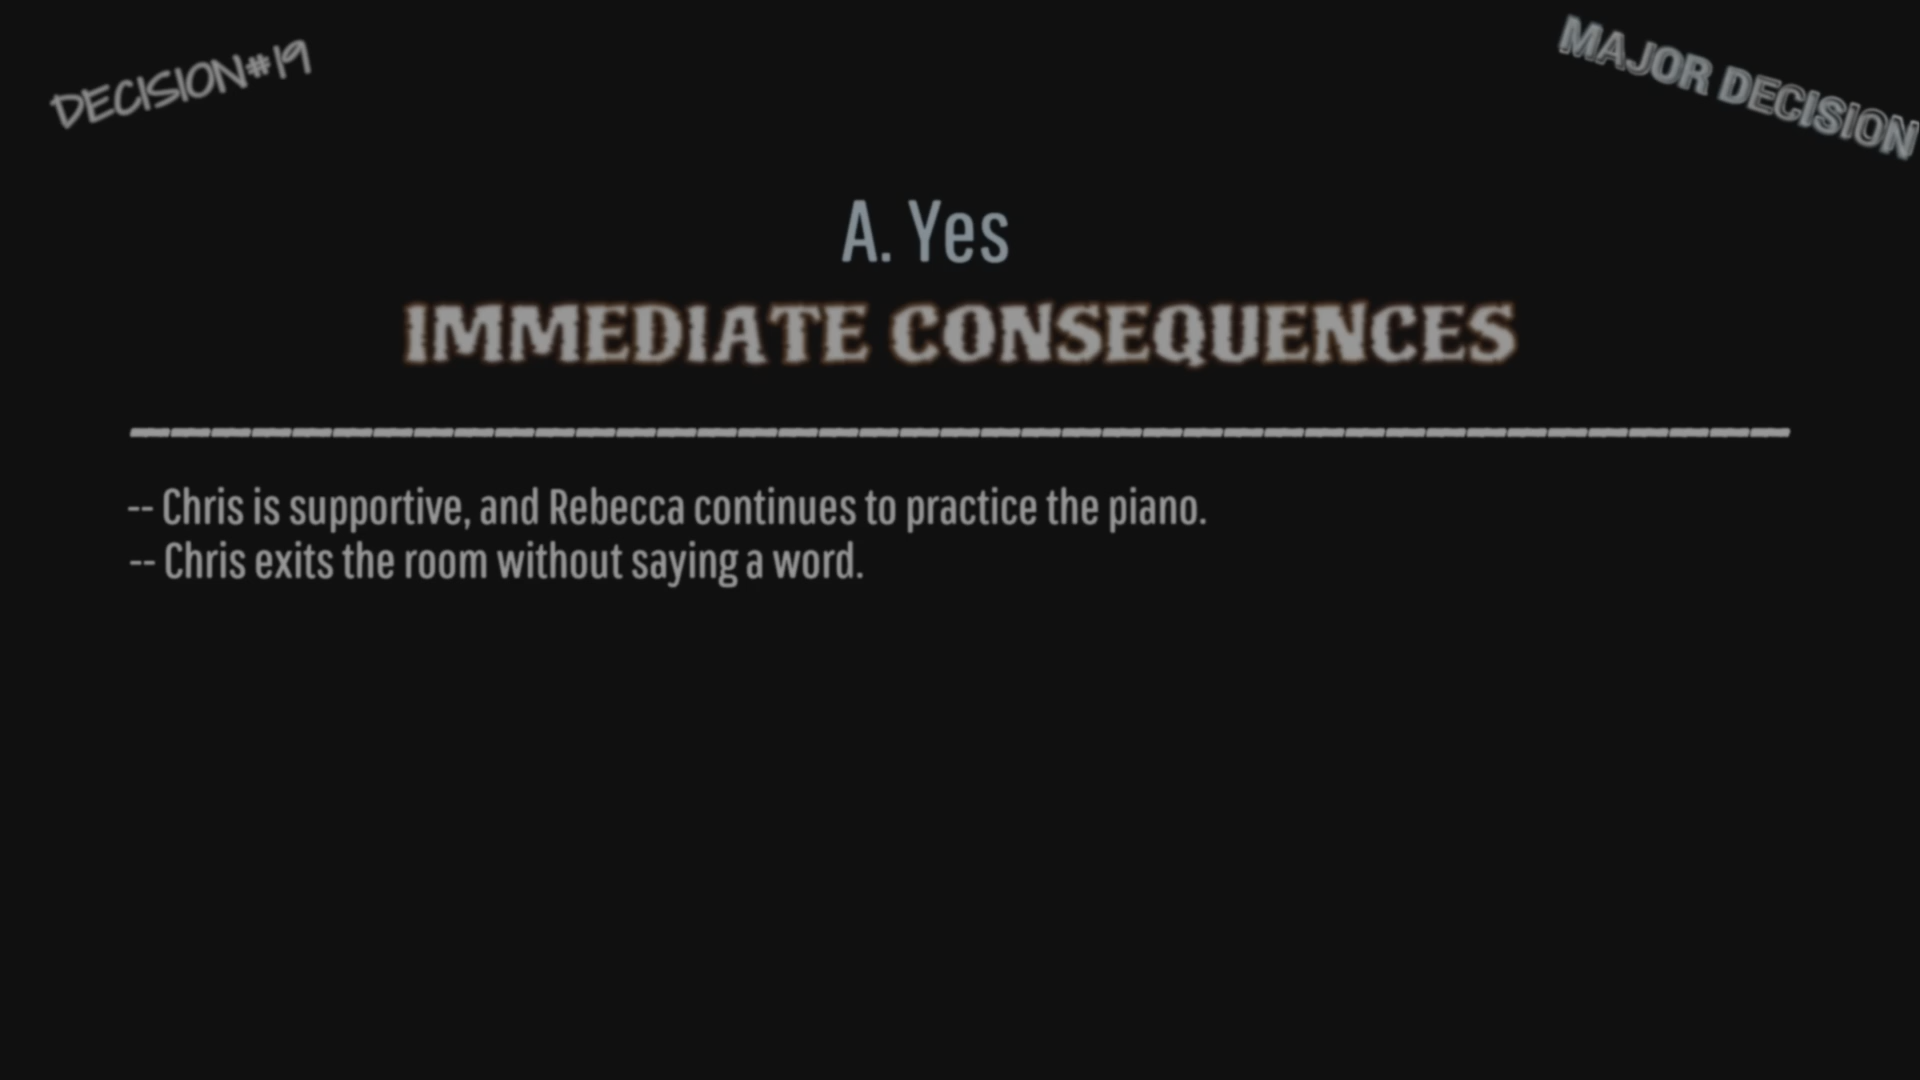 DECISION#19
MAJOR DECISION
A. Yes
IMMEDIATE CONSEQUENCES
-- Chris is supportive, and Rebecca continues to practice the piano.
-- Chris exits the room without saying a word.